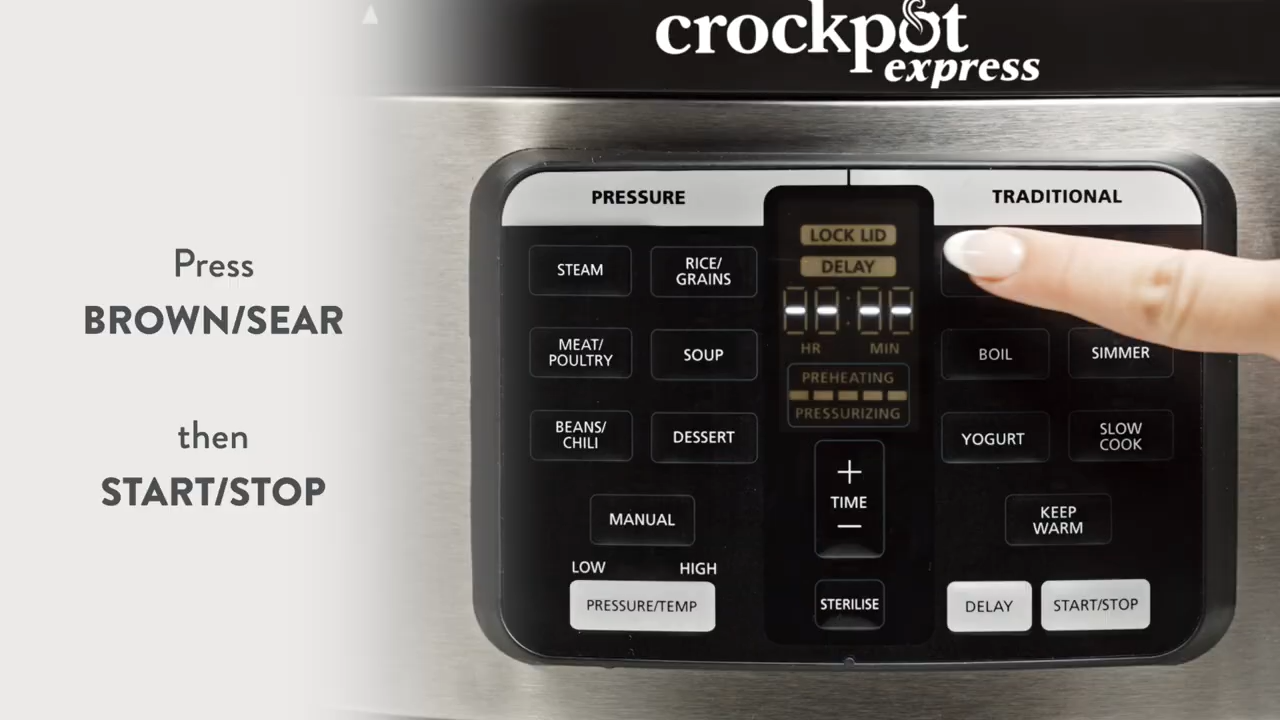 crockpot
express
Press
BROWN/SEAR
then
START/STOP
PRESSURE
TRADITIONAL
STEAM
RICE/
GRAINS
MEAT/
POULTRY
SOUP
BEANS/
CHILI
DESSERT
MANUAL
LOW HIGH
PRESSURE/TEMP
LOCK LID
DELAY
HR MIN
PREHEATING
PRESSURIZING
+
TIME
−
STERILISE
BOIL
SIMMER
YOGURT
SLOW
COOK
KEEP
WARM
DELAY
START/STOP